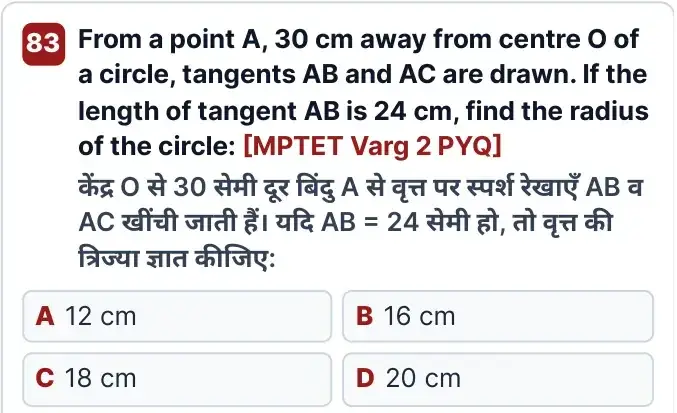 83 From a point A, 30 cm away from centre O of
a circle, tangents AB and AC are drawn. If the
length of tangent AB is 24 cm, find the radius
of the circle: [MPTET Varg 2 PYQ]
केंद्र O से 30 सेमी दूर बिंदु A से वृत्त पर स्पर्श रेखाएँ AB व
AC खींची जाती हैं। यदि AB = 24 सेमी हो, तो वृत्त की
त्रिज्या ज्ञात कीजिए:
A 12 cm
B 16 cm
C 18 cm
D 20 cm